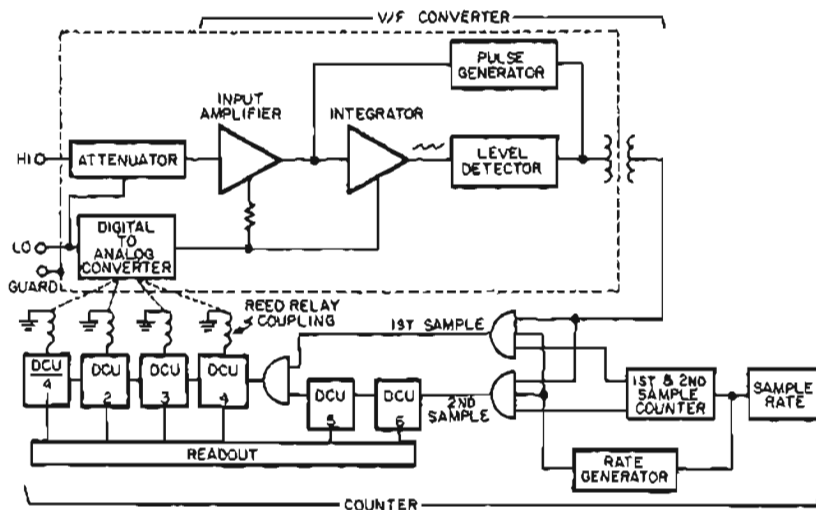 V/F CONVERTER
PULSE
GENERATOR
INPUT
AMPLIFIER
INTEGRATOR
HI
ATTENUATOR
LEVEL
DETECTOR
LO
DIGITAL
TO
ANALOG
CONVERTER
GUARD
REED RELAY
COUPLING
1ST SAMPLE
DCU
4
DCU
2
DCU
3
DCU
4
DCU
5
DCU
6
2ND
SAMPLE
1ST & 2ND
SAMPLE
COUNTER
SAMPLE
RATE
READOUT
RATE
GENERATOR
COUNTER